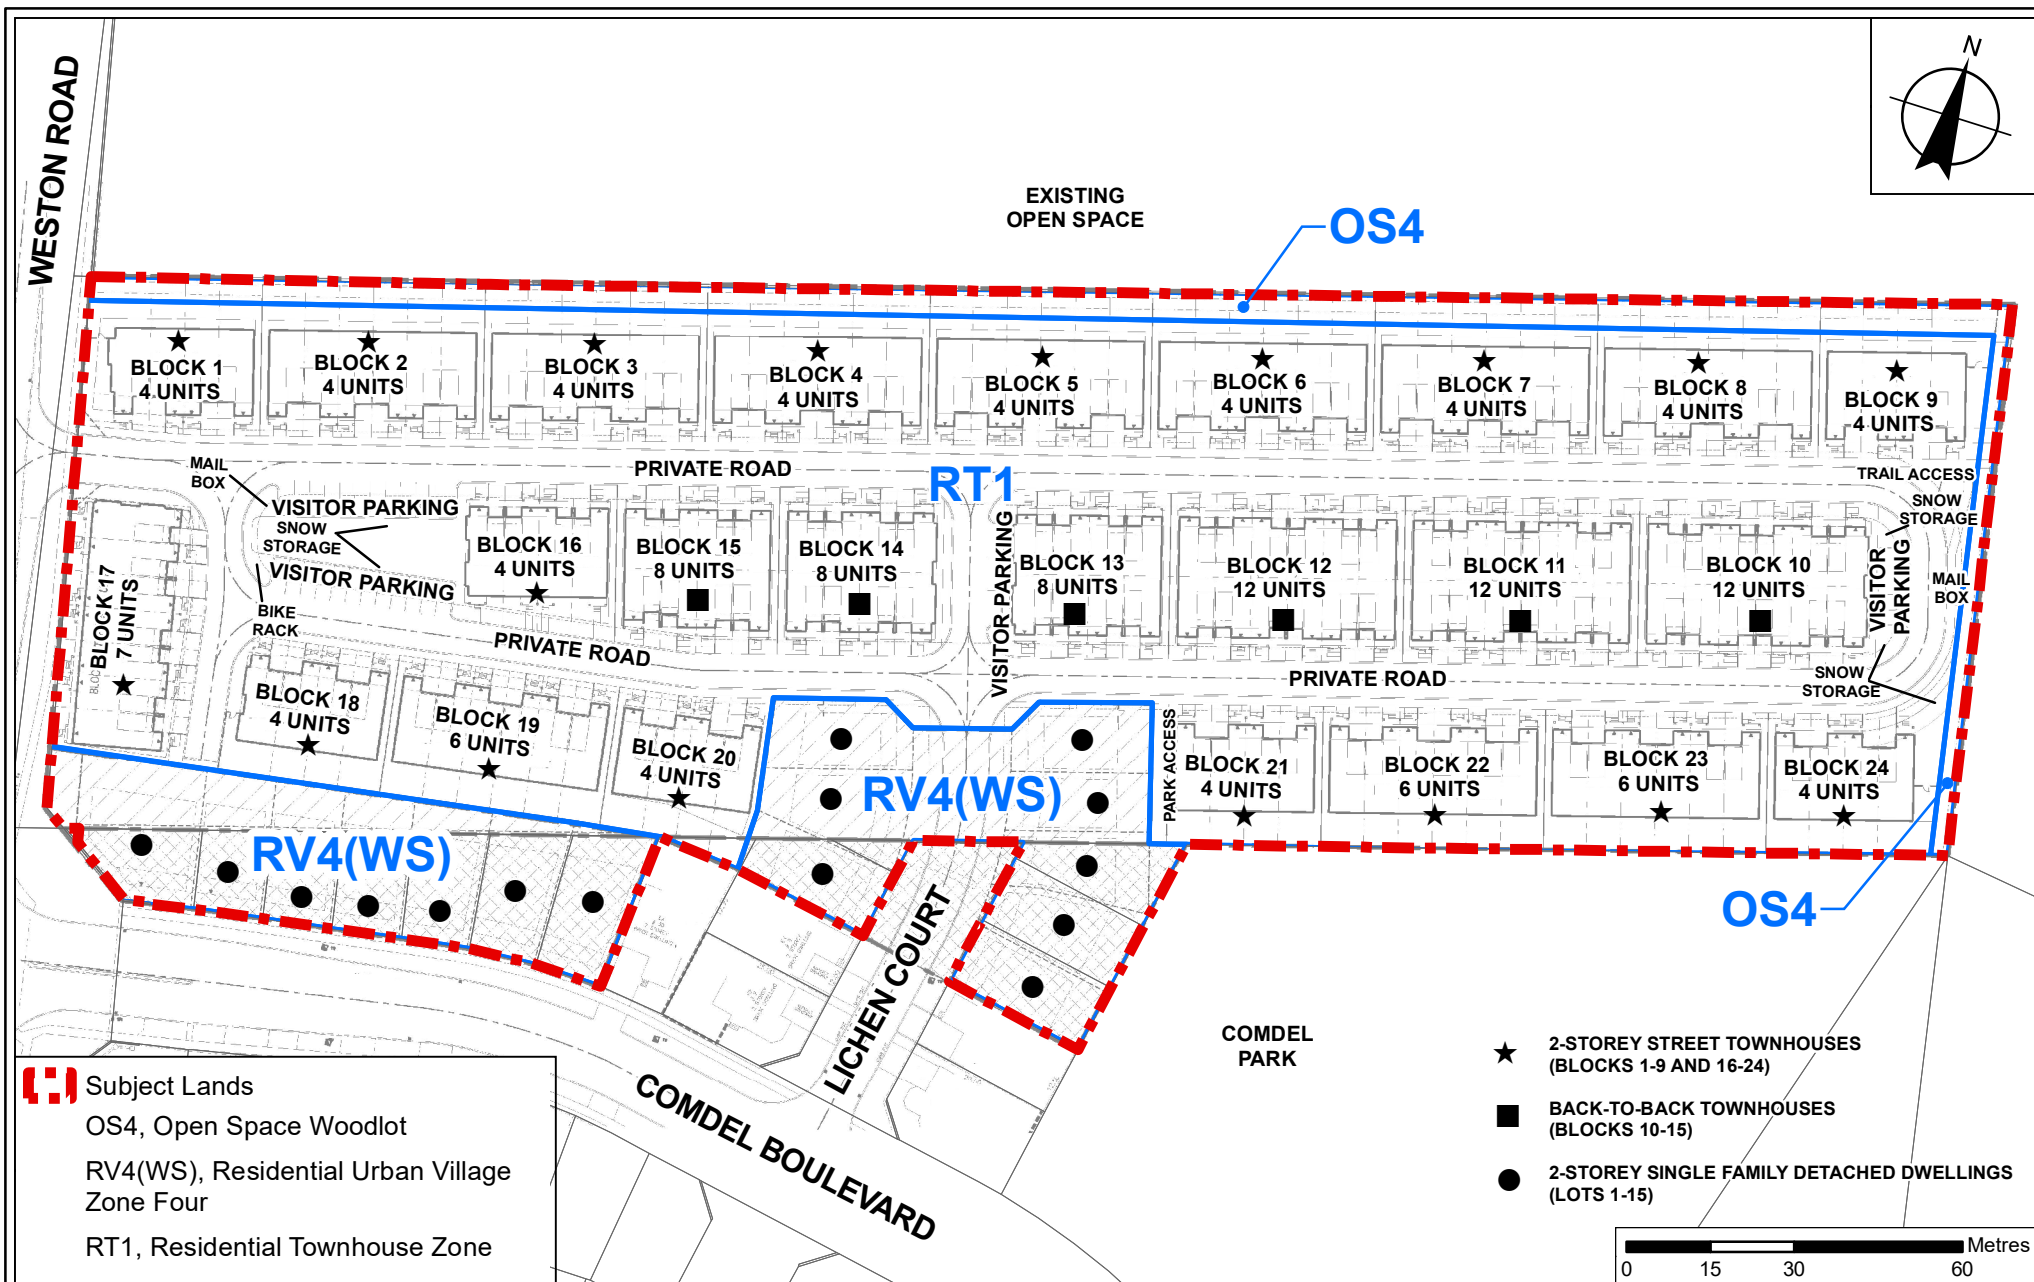 N
WESTON ROAD
EXISTING
OPEN SPACE
OS4
BLOCK 1
4 UNITS
BLOCK 2
4 UNITS
BLOCK 3
4 UNITS
BLOCK 4
4 UNITS
BLOCK 5
4 UNITS
BLOCK 6
4 UNITS
BLOCK 7
4 UNITS
BLOCK 8
4 UNITS
BLOCK 9
4 UNITS
MAIL
BOX
PRIVATE ROAD
RT1
TRAIL ACCESS
SNOW
STORAGE
VISITOR PARKING
SNOW
STORAGE
VISITOR PARKING
BIKE
RACK
BLOCK 16
4 UNITS
BLOCK 15
8 UNITS
BLOCK 14
8 UNITS
VISITOR PARKING
BLOCK 13
8 UNITS
BLOCK 12
12 UNITS
BLOCK 11
12 UNITS
BLOCK 10
12 UNITS
VISITOR
PARKING
MAIL
BOX
BLOCK 17
7 UNITS
PRIVATE ROAD
PRIVATE ROAD
SNOW
STORAGE
BLOCK 18
4 UNITS
BLOCK 19
6 UNITS
BLOCK 20
4 UNITS
RV4(WS)
PARK ACCESS
BLOCK 21
4 UNITS
BLOCK 22
6 UNITS
BLOCK 23
6 UNITS
BLOCK 24
4 UNITS
RV4(WS)
OS4
LICHEN COURT
COMDEL
PARK
COMDEL BOULEVARD
2-STOREY STREET TOWNHOUSES
(BLOCKS 1-9 AND 16-24)
BACK-TO-BACK TOWNHOUSES
(BLOCKS 10-15)
2-STOREY SINGLE FAMILY DETACHED DWELLINGS
(LOTS 1-15)
Subject Lands
OS4, Open Space Woodlot
RV4(WS), Residential Urban Village
Zone Four
RT1, Residential Townhouse Zone
Metres
0 15 30 60